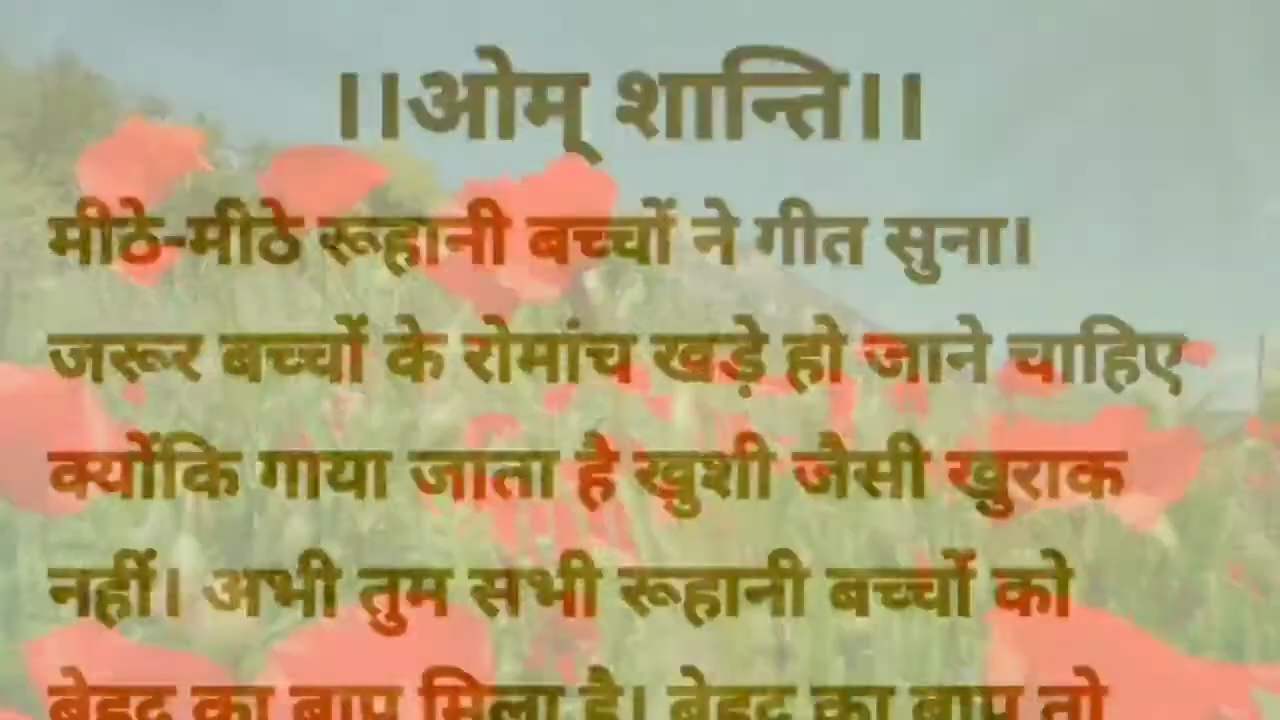 ।।ओम् शान्ति।।
मीठे-मीठे रूहानी बच्चों ने गीत सुना।
जरूर बच्चों के रोमांच खड़े हो जाने चाहिए
क्योंकि गाया जाता है खुशी जैसी खुराक
नहीं। अभी तुम सभी रूहानी बच्चों को
बेहद का बाप मिला है। बेहद का बाप तो